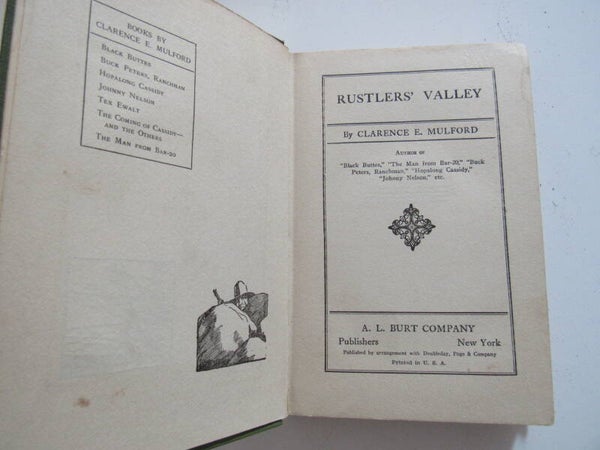 BOOKS BY
CLARENCE E. MULFORD
BLACK BUTTES
BUCK PETERS, RANCHMAN
HOPALONG CASSIDY
JOHNNY NELSON
TEX EWALT
THE COMING OF CASSIDY—
AND THE OTHERS
THE MAN FROM BAR-20
RUSTLERS' VALLEY
By CLARENCE E. MULFORD
AUTHOR OF
"Black Buttes," "The Man from Bar-20," "Buck
Peters, Ranchman," "Hopalong Cassidy,"
"Johnny Nelson," etc.
A. L. BURT COMPANY
Publishers New York
Published by arrangement with Doubleday, Page & Company
Printed in U. S. A.